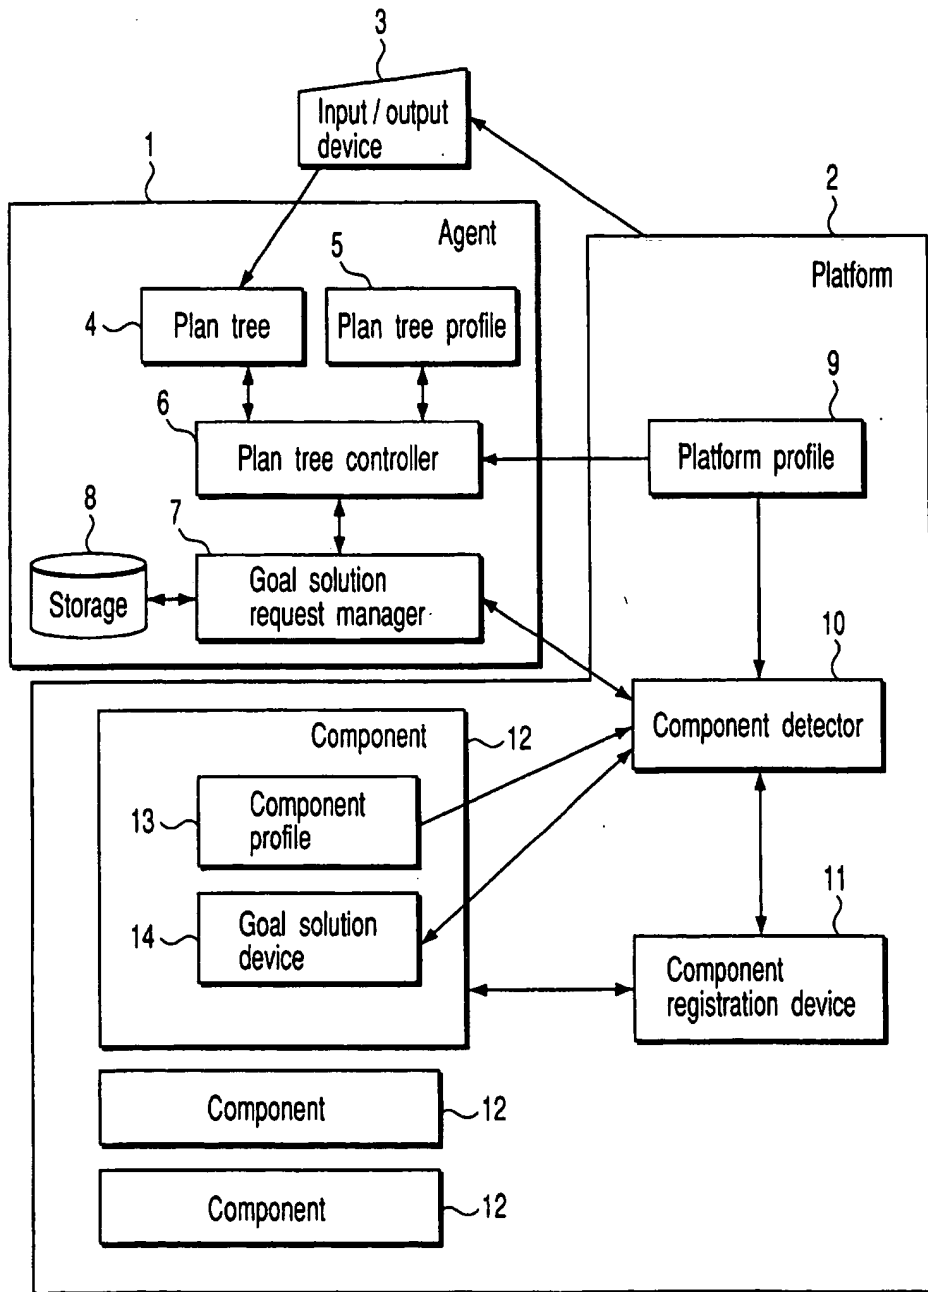 3
Input / output
device
1
2
Agent
Platform
5
4
Plan tree
Plan tree profile
9
6
Plan tree controller
Platform profile
8
7
Storage
Goal solution
request manager
10
Component detector
Component
12
13
Component
profile
11
14
Goal solution
device
Component
registration device
Component
12
Component
12